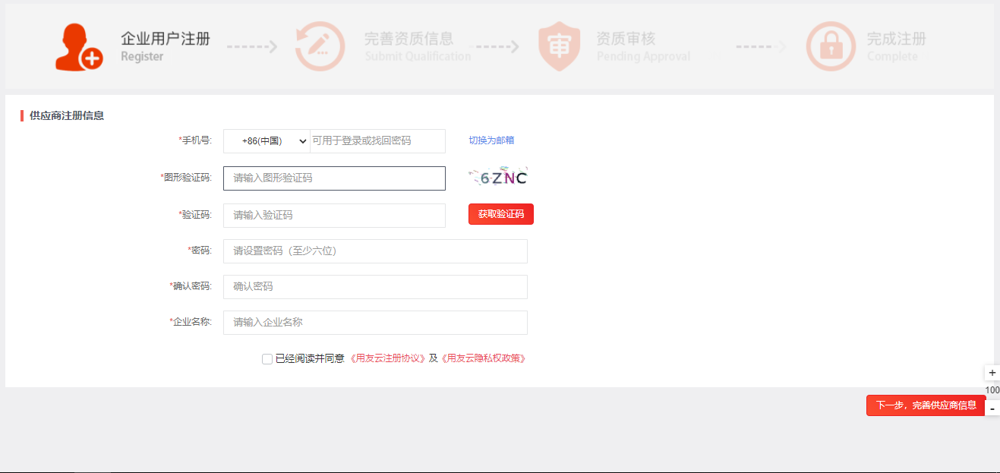 企业用户注册
Register
完善资质信息
Submit Qualification
资质审核
Pending Approval
完成注册
Complete
供应商注册信息
*手机号: +86(中国) 可用于登录或找回密码 切换为邮箱
*图形验证码: 请输入图形验证码 6ZNC
*验证码: 请输入验证码 获取验证码
*密码: 请设置密码（至少六位）
*确认密码: 确认密码
*企业名称: 请输入企业名称
已经阅读并同意《用友云注册协议》及《用友云隐私权政策》
+
100
-
下一步，完善供应商信息